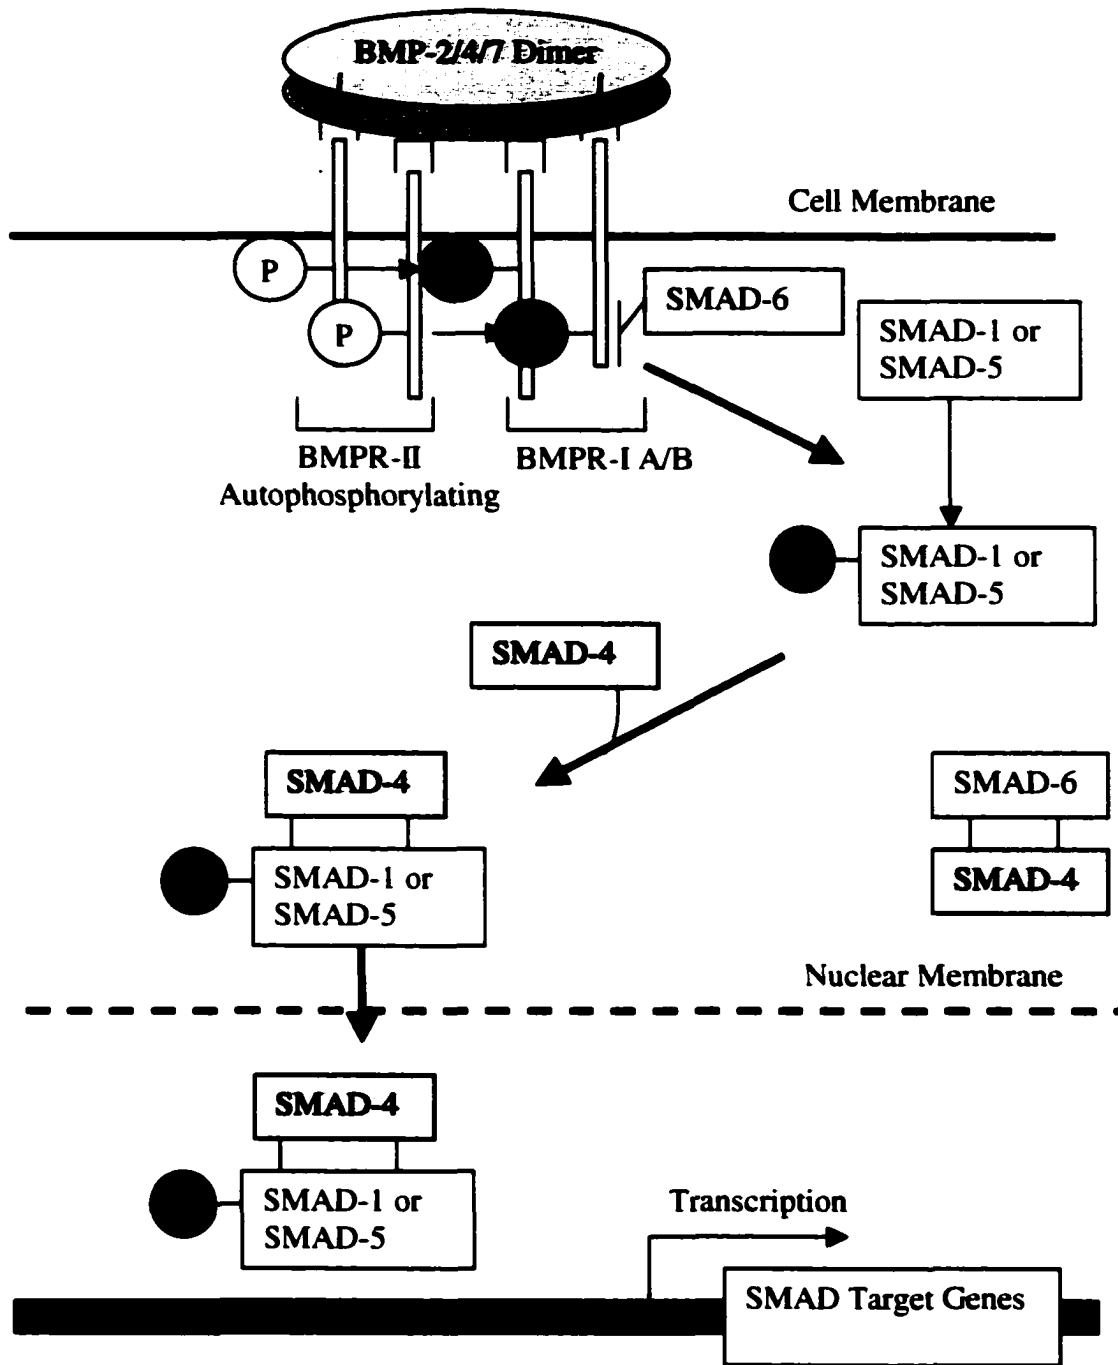 BMP-2/4/7 Dimer
Cell Membrane
P
P
SMAD-6
SMAD-1 or
SMAD-5
BMPR-II
Autophosphorylating
BMPR-I A/B
SMAD-1 or
SMAD-5
SMAD-4
SMAD-4
SMAD-1 or
SMAD-5
SMAD-6
SMAD-4
Nuclear Membrane
SMAD-4
SMAD-1 or
SMAD-5
Transcription
SMAD Target Genes